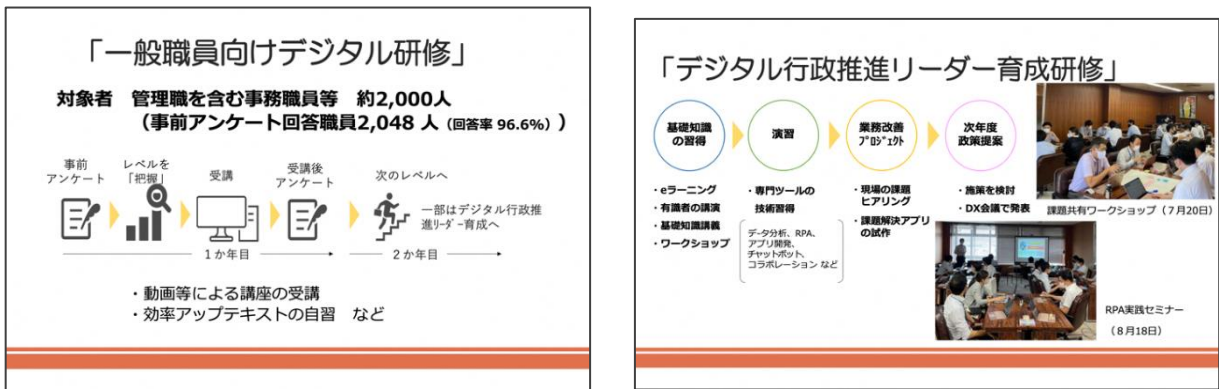 「一般職員向けデジタル研修」
対象者　管理職を含む事務職員等　約2,000人
（事前アンケート回答職員2,048 人（回答率 96.6%））
事前
アンケート
レベルを
「把握」
受講
受講後
アンケート
次のレベルへ
一部はデジタル行政推
進ﾘｰﾀﾞｰ育成へ
１か年目
２か年目
・動画等による講座の受講
・効率アップテキストの自習　など
「デジタル行政推進リーダー育成研修」
基礎知識
の習得
演習
業務改善
ﾌﾟﾛｼﾞｪｸﾄ
次年度
政策提案
・eラーニング
・有識者の講演
・基礎知識講義
・ワークショップ
・専門ツールの
技術習得
データ分析、RPA、
アプリ開発、
チャットボット、
コラボレーション など
・現場の課題
ヒアリング
・課題解決アプリ
の試作
・施策を検討
・DX会議で発表
課題共有ワークショップ（７月20日）
RPA実践セミナー
（８月18日）